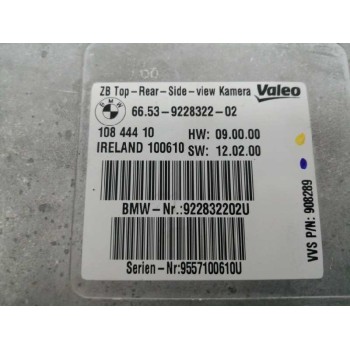 ZB Top-Rear-Side-view Kamera Valeo
BMW 66.53-9228322-02
108 444 10 HW: 09.00.00
IRELAND 100610 SW: 12.02.00
BMW-Nr.:922832202U
Serien-Nr:9557100610U
VVS P/N: 908289